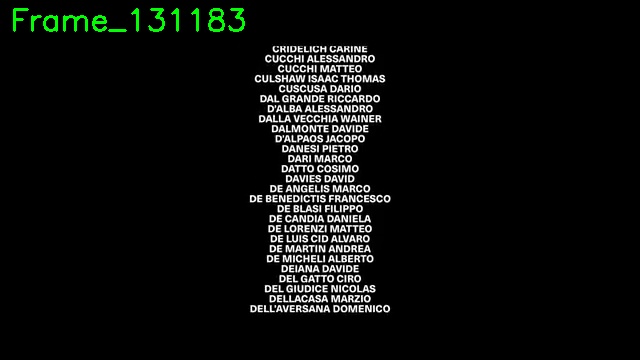 Frame_131183
CRIDELICH CARINE
CUCCHI ALESSANDRO
CUCCHI MATTEO
CULSHAW ISAAC THOMAS
CUSCUSA DARIO
DAL GRANDE RICCARDO
D'ALBA ALESSANDRO
DALLA VECCHIA WAINER
DALMONTE DAVIDE
D'ALPAOS JACOPO
DANESI PIETRO
DARI MARCO
DATTO COSIMO
DAVIES DAVID
DE ANGELIS MARCO
DE BENEDICTIS FRANCESCO
DE BLASI FILIPPO
DE CANDIA DANIELA
DE LORENZI MATTEO
DE LUIS CID ALVARO
DE MARTIN ANDREA
DE MICHELI ALBERTO
DEIANA DAVIDE
DEL GATTO CIRO
DEL GIUDICE NICOLAS
DELLACASA MARZIO
DELL'AVERSANA DOMENICO